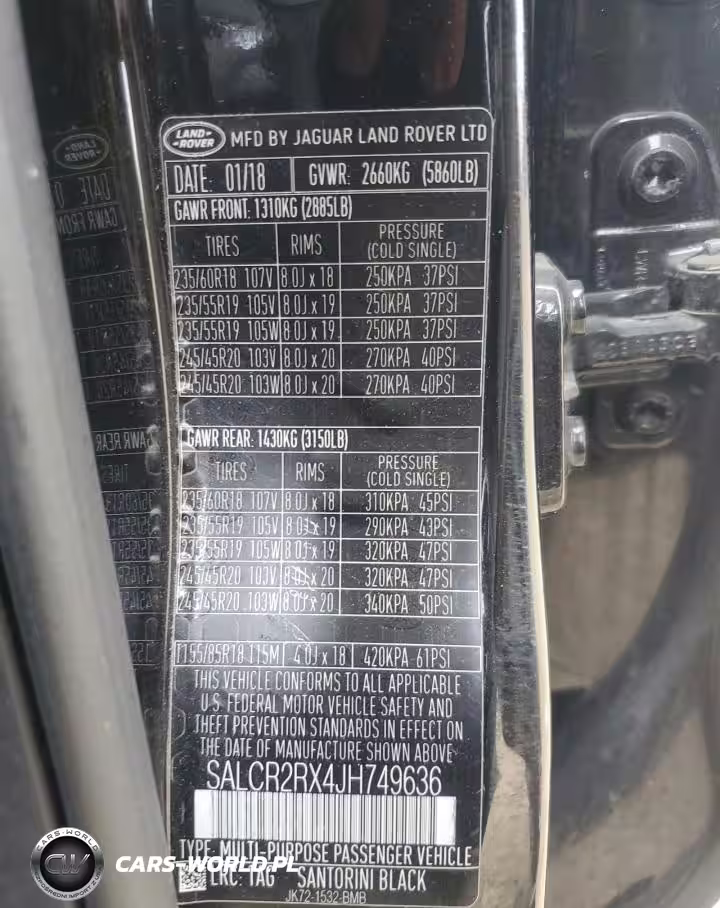 LAND ROVER MFD BY JAGUAR LAND ROVER LTD
DATE: 01/18 GVWR: 2660KG (5860LB)
GAWR FRONT: 1310KG (2885LB)
TIRES RIMS PRESSURE (COLD SINGLE)
235/60R18 107V 8.0J x 18 250KPA 37PSI
235/55R19 105V 8.0J x 19 250KPA 37PSI
235/55R19 105W 8.0J x 19 250KPA 37PSI
245/45R20 103V 8.0J x 20 270KPA 40PSI
245/45R20 103W 8.0J x 20 270KPA 40PSI
GAWR REAR: 1430KG (3150LB)
TIRES RIMS PRESSURE (COLD SINGLE)
235/60R18 107V 8.0J x 18 310KPA 45PSI
235/55R19 105V 8.0J x 19 290KPA 43PSI
235/55R19 105W 8.0J x 19 320KPA 47PSI
245/45R20 103V 8.0J x 20 320KPA 47PSI
245/45R20 103W 8.0J x 20 340KPA 50PSI
T155/85R18 115M 4.0J x 18 420KPA 61PSI
THIS VEHICLE CONFORMS TO ALL APPLICABLE
U.S. FEDERAL MOTOR VEHICLE SAFETY AND
THEFT PREVENTION STANDARDS IN EFFECT ON
THE DATE OF MANUFACTURE SHOWN ABOVE
SALCR2RX4JH749636
TYPE: MULTI-PURPOSE PASSENGER VEHICLE
LRC: 1AG SANTORINI BLACK
JK72-1532-BMB
CARS-WORLD
CW
CARS-WORLD.PL